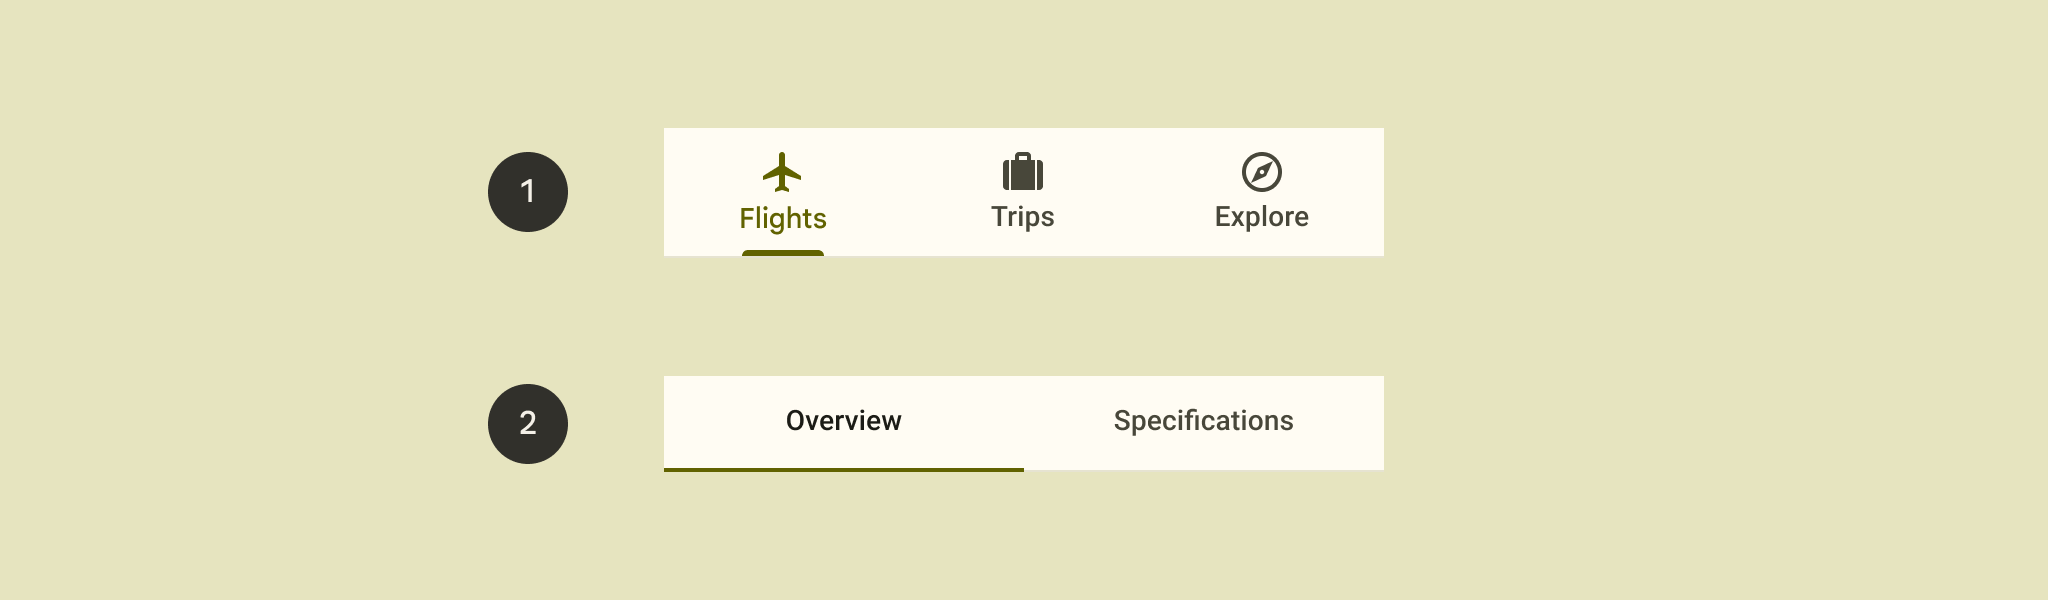 1
Flights
Trips
Explore
2
Overview
Specifications